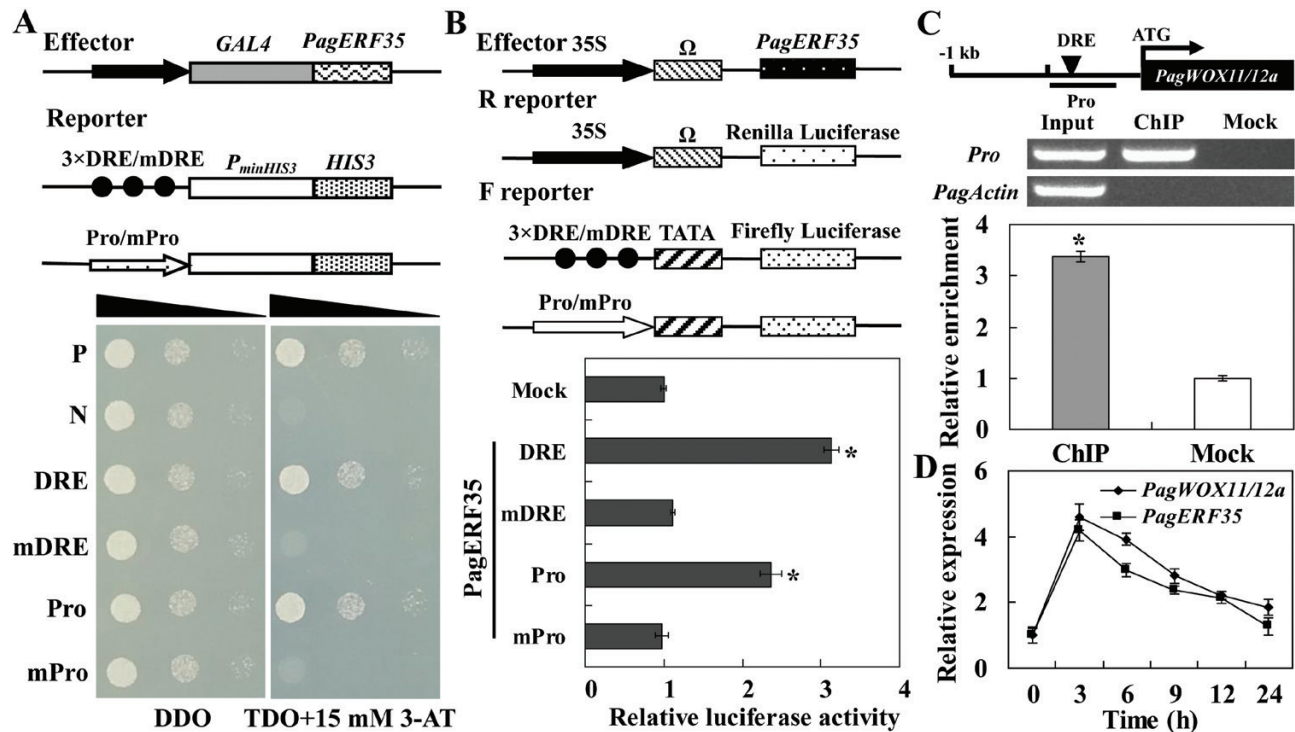 A
Effector
GAL4
PagERF35
Reporter
3×DRE/mDRE
PminHIS3
HIS3
Pro/mPro
P
N
DRE
mDRE
Pro
mPro
DDO
TDO+15 mM 3-AT
B
Effector 35S
Ω
PagERF35
R reporter
35S
Ω
Renilla Luciferase
F reporter
3×DRE/mDRE
TATA
Firefly Luciferase
Pro/mPro
PagERF35
Mock
DRE
*
mDRE
Pro
*
mPro
0 1 2 3 4
Relative luciferase activity
C
-1 kb
DRE
ATG
PagWOX11/12a
Pro
Input ChIP Mock
Pro
PagActin
Relative enrichment
4
3
2
1
0
*
ChIP Mock
D
Relative expression
6
4
2
0
PagWOX11/12a
PagERF35
0 3 6 9 12 24
Time (h)